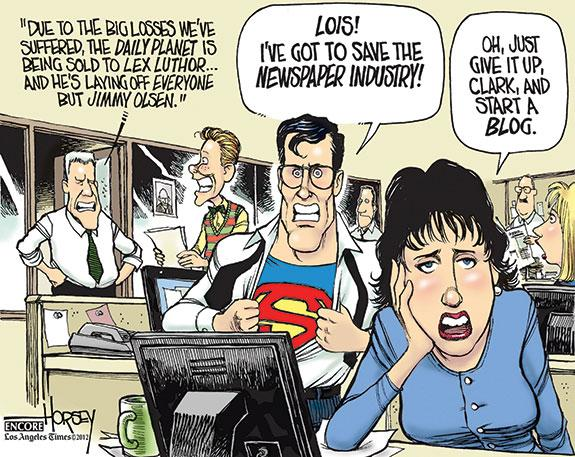 "DUE TO THE BIG LOSSES WE'VE
SUFFERED, THE DAILY PLANET IS
BEING SOLD TO LEX LUTHOR...
AND HE'S LAYING OFF EVERYONE
BUT JIMMY OLSEN."
LOIS!
I'VE GOT TO SAVE THE
NEWSPAPER INDUSTRY!
OH, JUST
GIVE IT UP,
CLARK, AND
START A
BLOG.
S
HORSEY
ENCORE
Los Angeles Times©2012